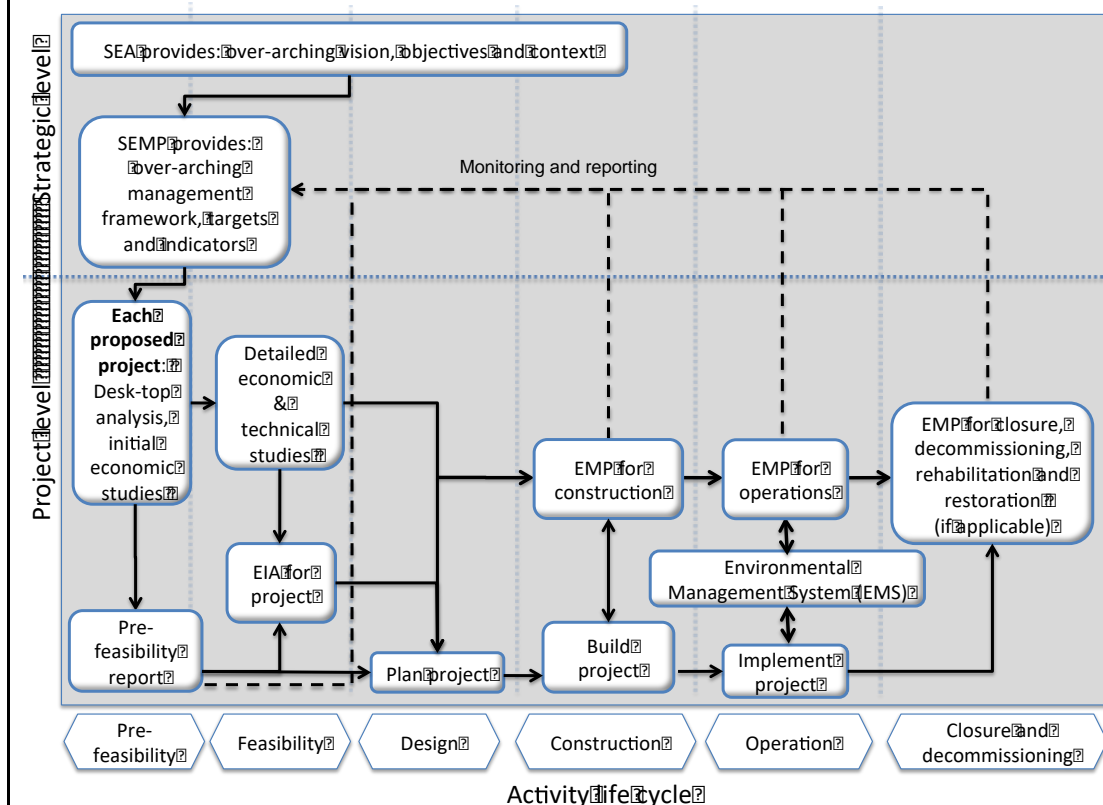 SEA provides: over-arching vision, objectives and context
Strategic level
SEMP provides:
over-arching
management
framework, targets
and indicators
Monitoring and reporting
Project level
Each
proposed
project:
Desk-top
analysis,
initial
economic
studies
Detailed
economic
&
technical
studies
EIA for
project
Pre-
feasibility
report
Plan project
EMP for
construction
Build
project
EMP for
operations
Environmental
Management System (EMS)
Implement
project
EMP for closure,
decommissioning,
rehabilitation and
restoration
(if applicable)
Pre-
feasibility
Feasibility
Design
Construction
Operation
Closure and
decommissioning
Activity life cycle